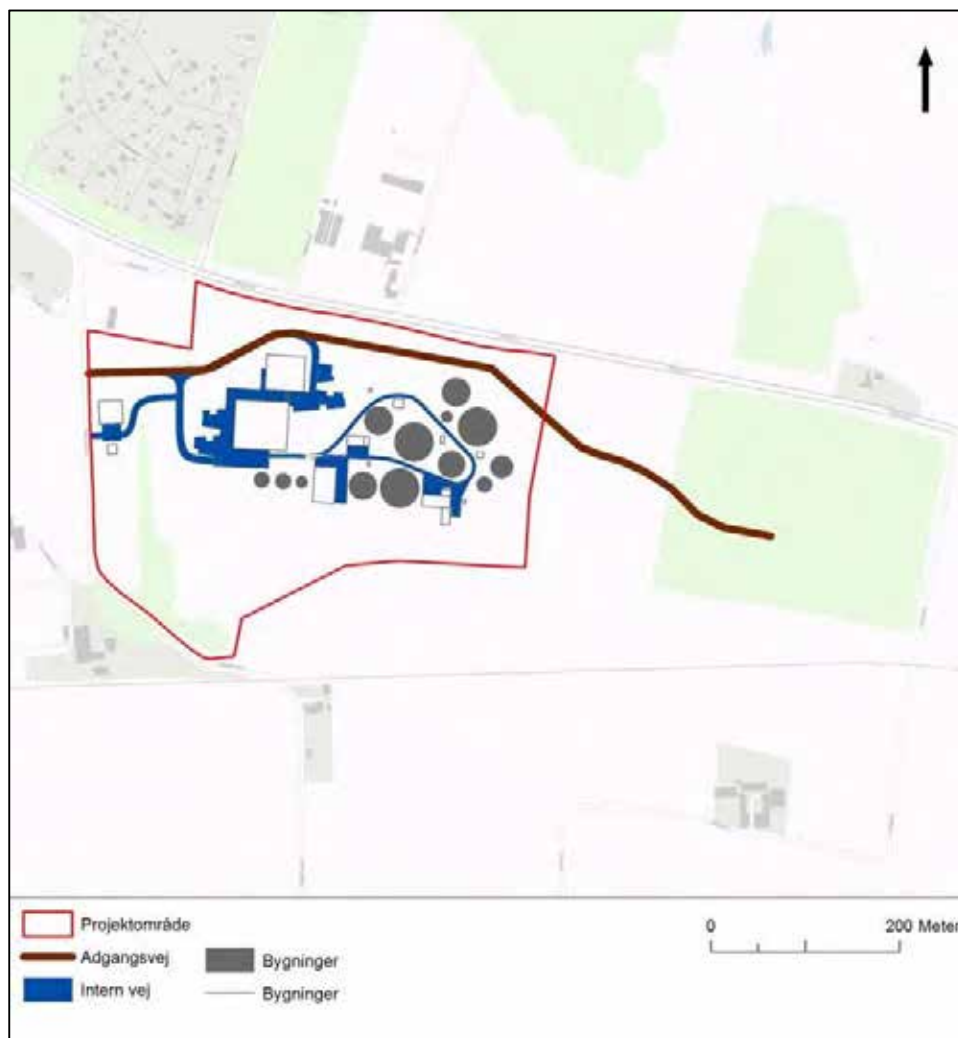 Projektområde
Adgangsvej
Intern vej
Bygninger
Bygninger
0 200 Meter